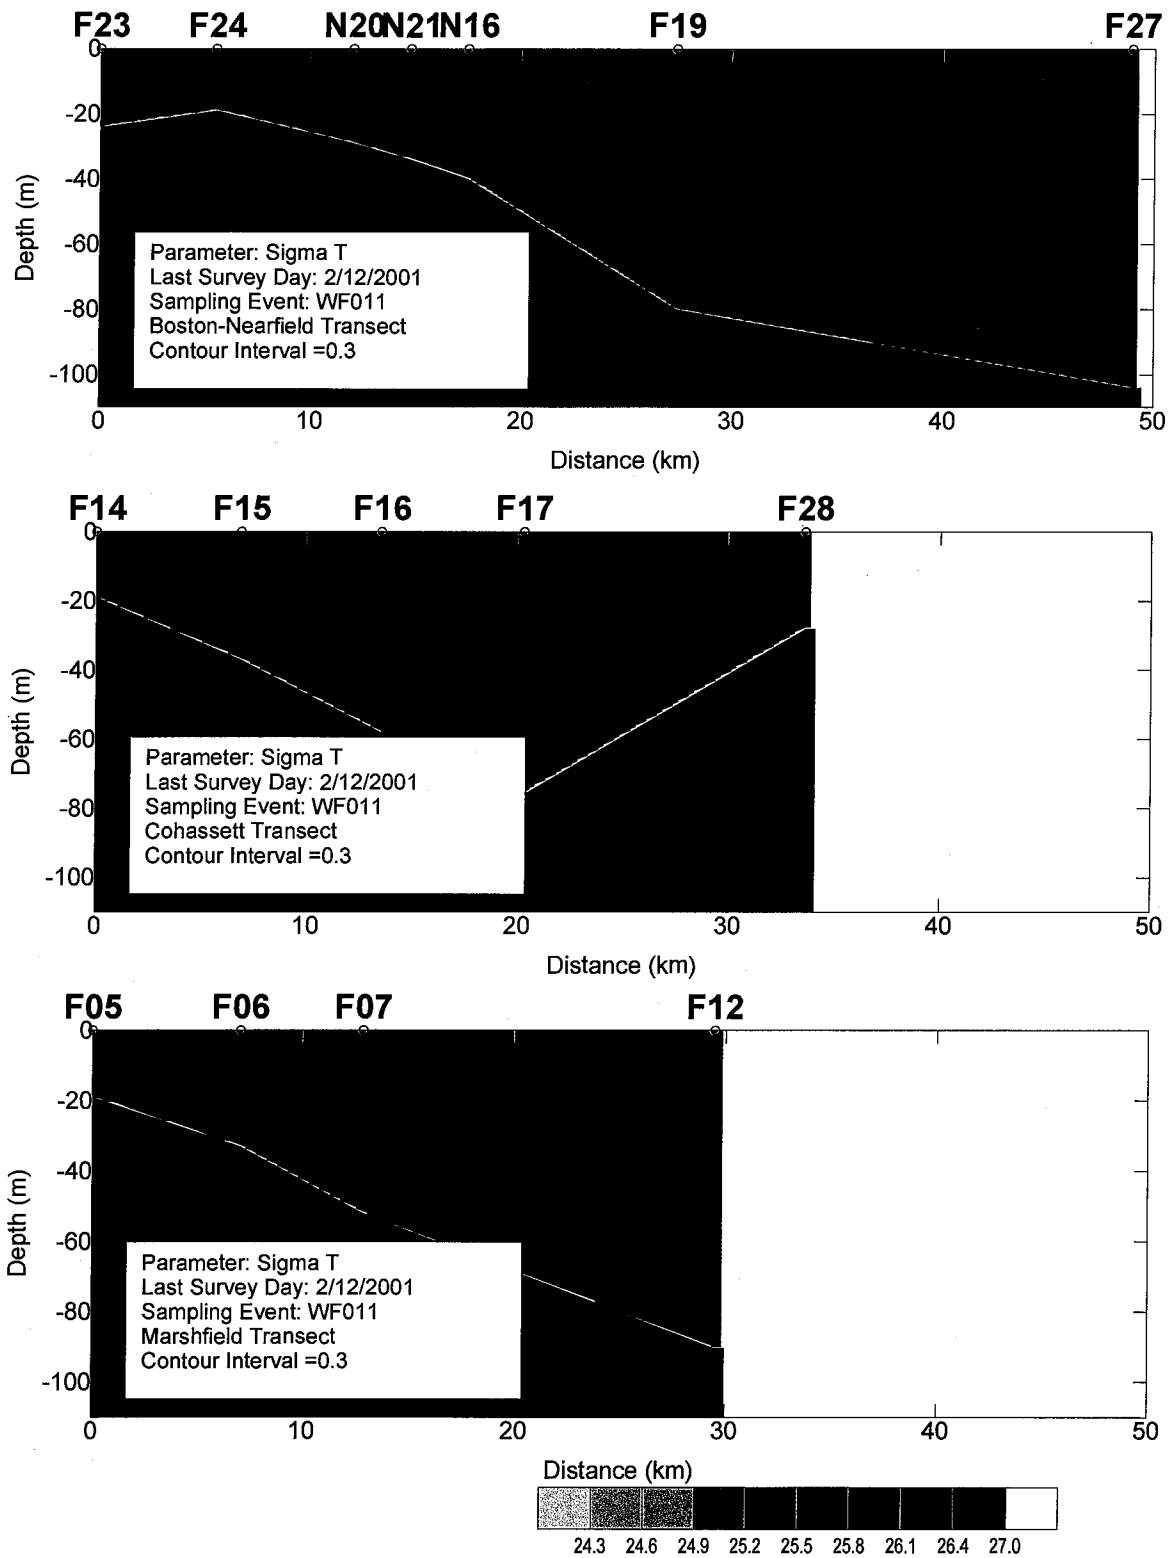 F23 F24 N20 N21 N16 F19 F27
0
-20
-40
-60
-80
-100
Depth (m)
Parameter: Sigma T
Last Survey Day: 2/12/2001
Sampling Event: WF011
Boston-Nearfield Transect
Contour Interval =0.3
0 10 20 30 40 50
Distance (km)
F14 F15 F16 F17 F28
0
-20
-40
-60
-80
-100
Depth (m)
Parameter: Sigma T
Last Survey Day: 2/12/2001
Sampling Event: WF011
Cohassett Transect
Contour Interval =0.3
0 10 20 30 40 50
Distance (km)
F05 F06 F07 F12
0
-20
-40
-60
-80
-100
Depth (m)
Parameter: Sigma T
Last Survey Day: 2/12/2001
Sampling Event: WF011
Marshfield Transect
Contour Interval =0.3
0 10 20 30 40 50
Distance (km)
24.3 24.6 24.9 25.2 25.5 25.8 26.1 26.4 27.0